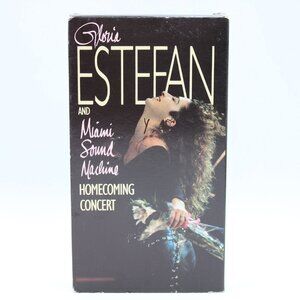 Gloria
ESTEFAN
AND
Miami
Sound
Machine
HOMECOMING
CONCERT